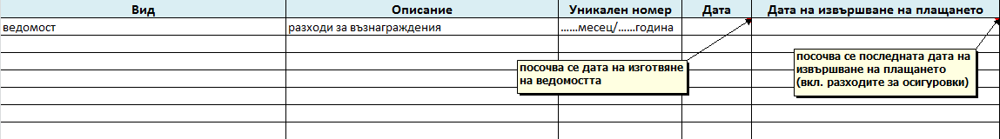 Вид Описание Уникален номер Дата Дата на извършване на плащането
ведомост разходи за възнаграждения ......месец/......година
посочва се дата на изготвяне
на ведомостта
посочва се последната дата на
извършване на плащането
(вкл. разходите за осигуровки)